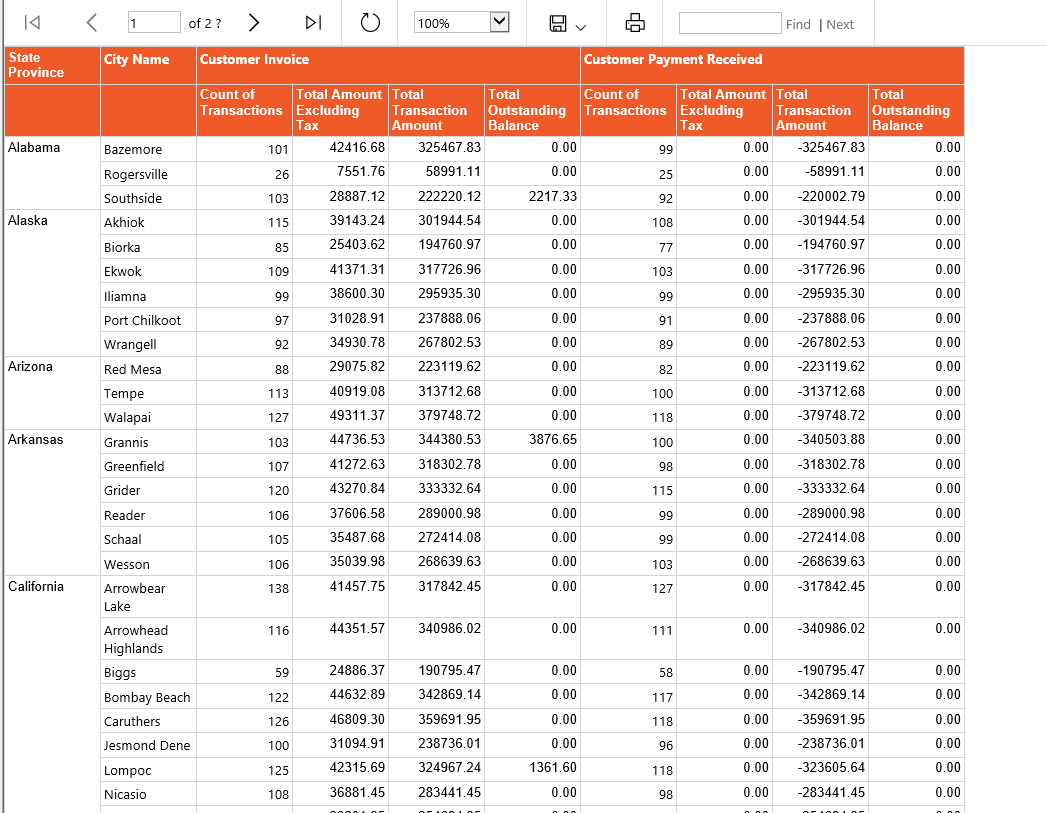 1 of 2 ? 100% Find | Next
State Province City Name Customer Invoice Customer Payment Received
Count of Transactions Total Amount Excluding Tax Total Transaction Amount Total Outstanding Balance Count of Transactions Total Amount Excluding Tax Total Transaction Amount Total Outstanding Balance
Alabama Bazemore 101 42416.68 325467.83 0.00 99 0.00 -325467.83 0.00
Rogersville 26 7551.76 58991.11 0.00 25 0.00 -58991.11 0.00
Southside 103 28887.12 222220.12 2217.33 92 0.00 -220002.79 0.00
Alaska Akhiok 115 39143.24 301944.54 0.00 108 0.00 -301944.54 0.00
Biorka 85 25403.62 194760.97 0.00 77 0.00 -194760.97 0.00
Ekwok 109 41371.31 317726.96 0.00 103 0.00 -317726.96 0.00
Iliamna 99 38600.30 295935.30 0.00 99 0.00 -295935.30 0.00
Port Chilkoot 97 31028.91 237888.06 0.00 91 0.00 -237888.06 0.00
Wrangell 92 34930.78 267802.53 0.00 89 0.00 -267802.53 0.00
Arizona Red Mesa 88 29075.82 223119.62 0.00 82 0.00 -223119.62 0.00
Tempe 113 40919.08 313712.68 0.00 100 0.00 -313712.68 0.00
Walapai 127 49311.37 379748.72 0.00 118 0.00 -379748.72 0.00
Arkansas Grannis 103 44736.53 344380.53 3876.65 100 0.00 -340503.88 0.00
Greenfield 107 41272.63 318302.78 0.00 98 0.00 -318302.78 0.00
Grider 120 43270.84 333332.64 0.00 115 0.00 -333332.64 0.00
Reader 106 37606.58 289000.98 0.00 99 0.00 -289000.98 0.00
Schaal 105 35487.68 272414.08 0.00 99 0.00 -272414.08 0.00
Wesson 106 35039.98 268639.63 0.00 103 0.00 -268639.63 0.00
California Arrowbear Lake 138 41457.75 317842.45 0.00 127 0.00 -317842.45 0.00
Arrowhead Highlands 116 44351.57 340986.02 0.00 111 0.00 -340986.02 0.00
Biggs 59 24886.37 190795.47 0.00 58 0.00 -190795.47 0.00
Bombay Beach 122 44632.89 342869.14 0.00 117 0.00 -342869.14 0.00
Caruthers 126 46809.30 359691.95 0.00 118 0.00 -359691.95 0.00
Jesmond Dene 100 31094.91 238736.01 0.00 96 0.00 -238736.01 0.00
Lompoc 125 42315.69 324967.24 1361.60 118 0.00 -323605.64 0.00
Nicasio 108 36881.45 283441.45 0.00 98 0.00 -283441.45 0.00